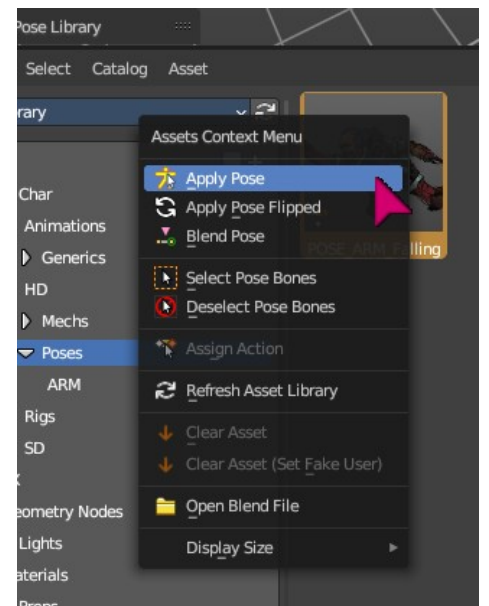 Pose Library
Select Catalog Asset
rary
Assets Context Menu
Apply Pose
Char
Apply Pose Flipped
Animations
Blend Pose
POSE_ARM_Falling
Generics
Select Pose Bones
HD
Deselect Pose Bones
Mechs
Assign Action
Poses
ARM
Refresh Asset Library
Rigs
Clear Asset
SD
Clear Asset (Set Fake User)
Open Blend File
eometry Nodes
Lights
Display Size
aterials
Props